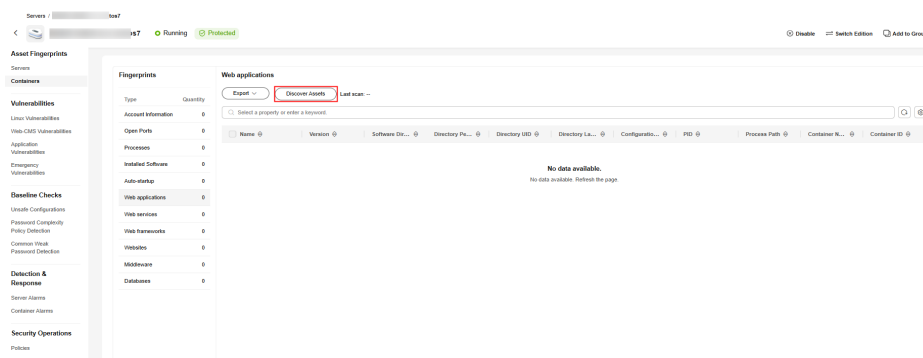 Servers /
tos7
os7 Running Protected
Disable Switch Edition Add to Grou
Asset Fingerprints
Servers
Containers
Vulnerabilities
Linux Vulnerabilities
Web-CMS Vulnerabilities
Application
Vulnerabilities
Emergency
Vulnerabilities
Baseline Checks
Unsafe Configurations
Password Complexity
Policy Detection
Common Weak
Password Detection
Detection &
Response
Server Alarms
Container Alarms
Security Operations
Policies
Fingerprints
Type Quantity
Account Information 0
Open Ports 0
Processes 0
Installed Software 0
Auto-startup 0
Web applications 0
Web services 0
Web frameworks 0
Websites 0
Middleware 0
Databases 0
Web applications
Export Discover Assets Last scan: --
Select a property or enter a keyword.
Name Version Software Dir... Directory Pe... Directory UID Directory La... Configuratio... PID Process Path Container N... Container ID
No data available.
No data available. Refresh the page.